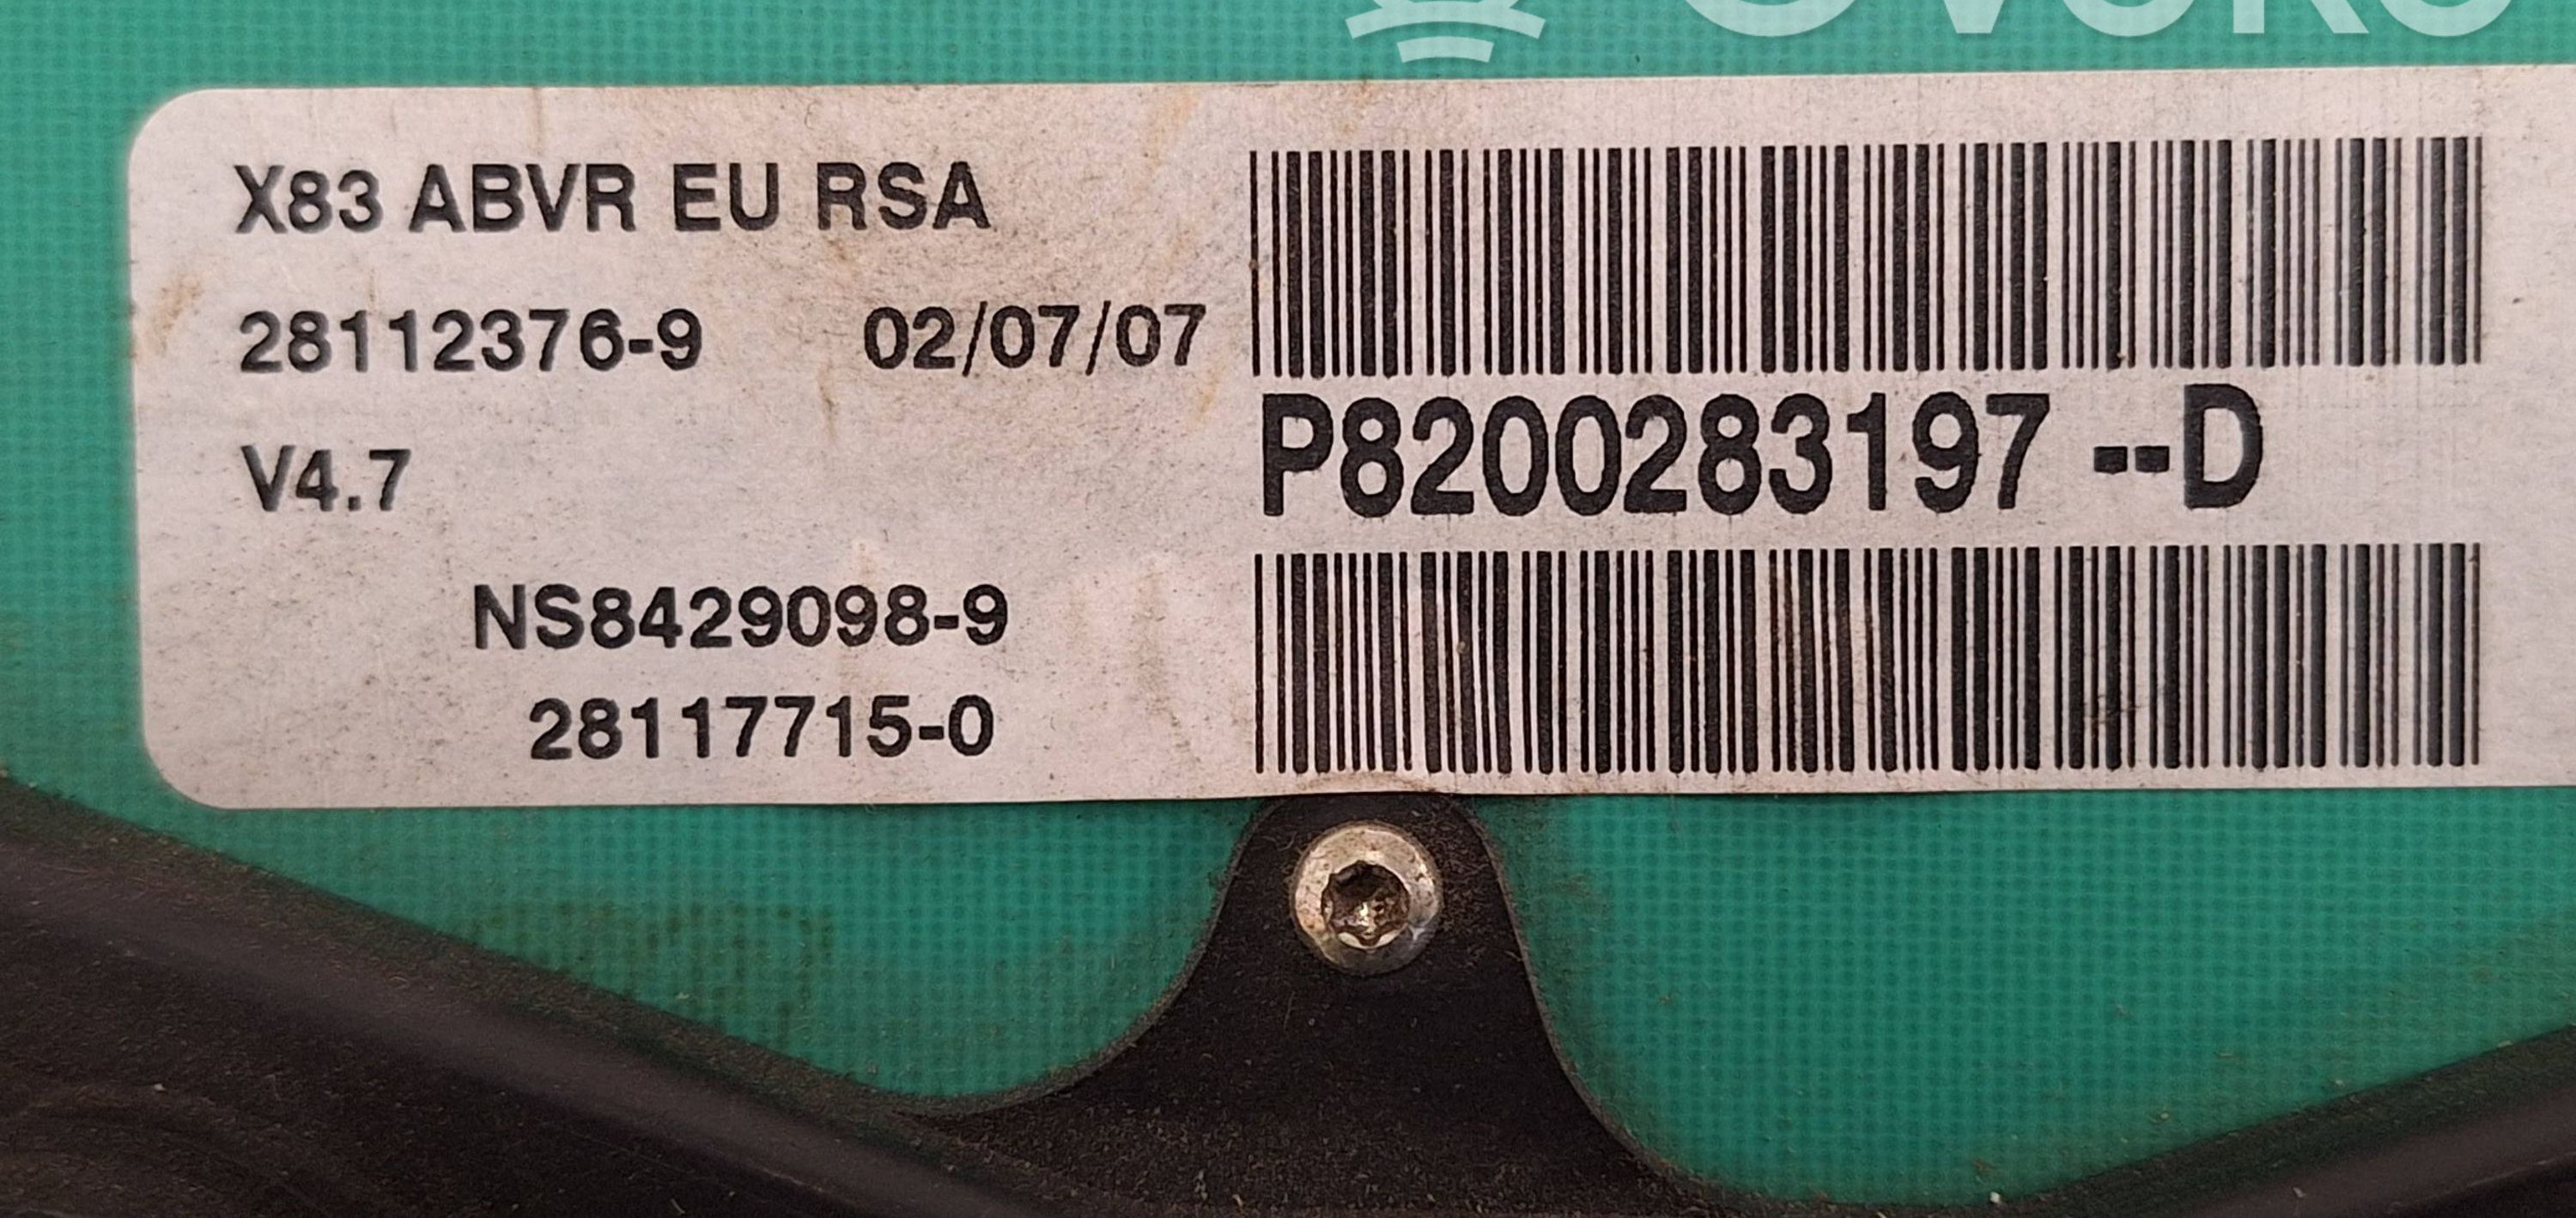 X83 ABVR EU RSA
28112376-9 02/07/07
V4.7
P8200283197 --D
NS8429098-9
28117715-0